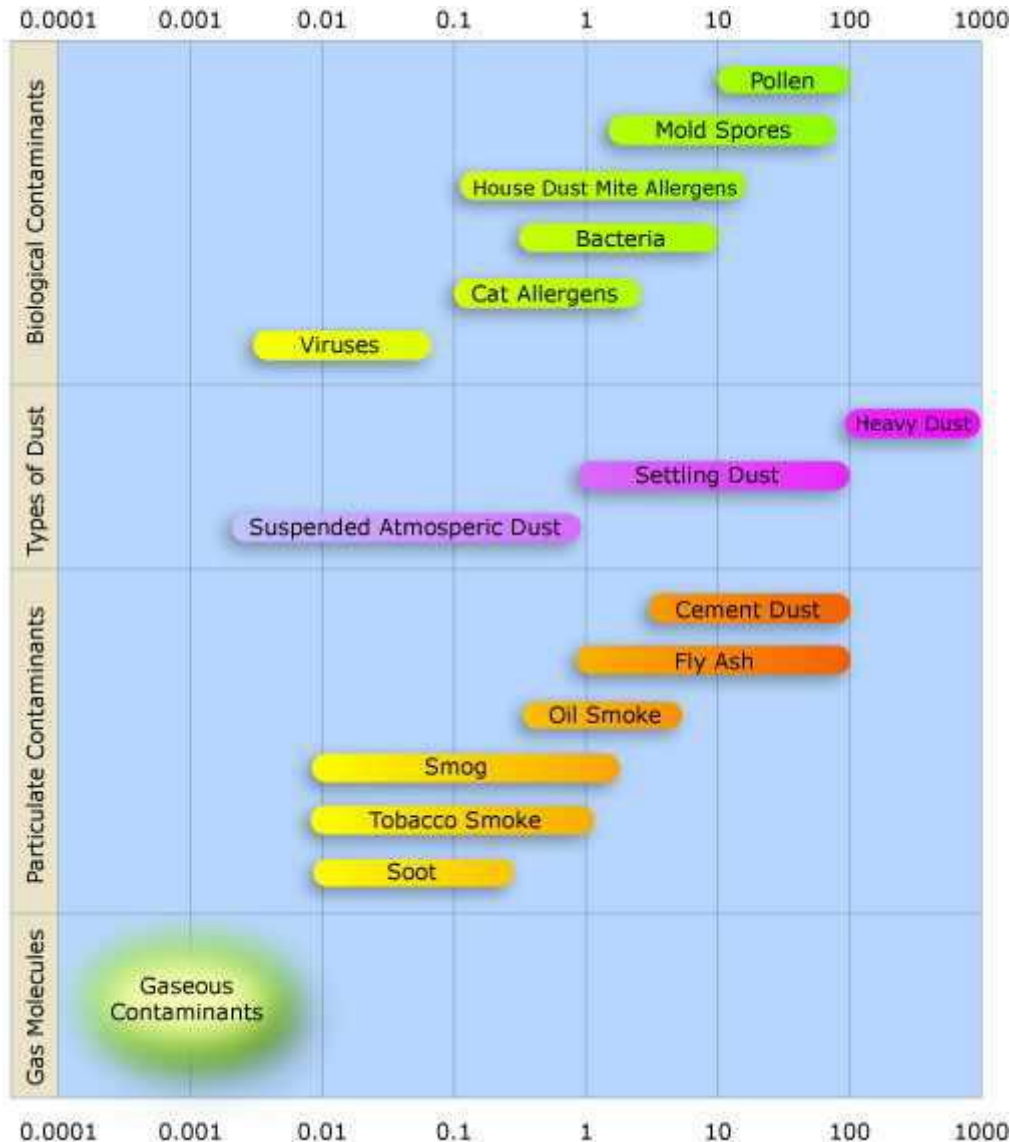 0.0001 0.001 0.01 0.1 1 10 100 1000
Biological Contaminants
Pollen
Mold Spores
House Dust Mite Allergens
Bacteria
Cat Allergens
Viruses
Types of Dust
Heavy Dust
Settling Dust
Suspended Atmosperic Dust
Particulate Contaminants
Cement Dust
Fly Ash
Oil Smoke
Smog
Tobacco Smoke
Soot
Gas Molecules
Gaseous
Contaminants
0.0001 0.001 0.01 0.1 1 10 100 1000